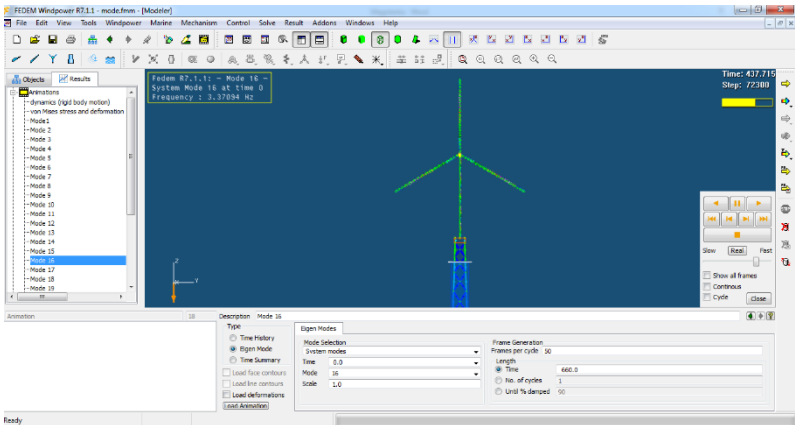 FEDEM Windpower R7.1.1 - mode.fmm - [Modeler]
File Edit View Tools Windpower Marine Mechanism Control Solve Result Addons Windows Help
Objects Results
Animations
dynamics (rigid body motion)
von Mises stress and deformation
Mode1
Mode 2
Mode 3
Mode 4
Mode 5
Mode 6
Mode 7
Mode 8
Mode 9
Mode 10
Mode 11
Mode 12
Mode 13
Mode 14
Mode 15
Mode 16
Mode 17
Mode 18
Mode 19
Fedem R7.1.1: - Mode 16 -
System Mode 16 at time 0
Frequency : 3.37094 Hz
Time: 437.715
Step: 72300
Z
Y
Slow Real Fast
Show all frames
Continous
Cycle Close
Animation 18 Description Mode 16
Type
Time History
Eigen Mode
Time Summary
Load face contours
Load line contours
Load deformations
Load Animation
Eigen Modes
Mode Selection
System modes
Time 0.0
Mode 16
Scale 1.0
Frame Generation
Frames per cycle 50
Length
Time 660.0
No. of cycles 1
Until % damped 90
Ready